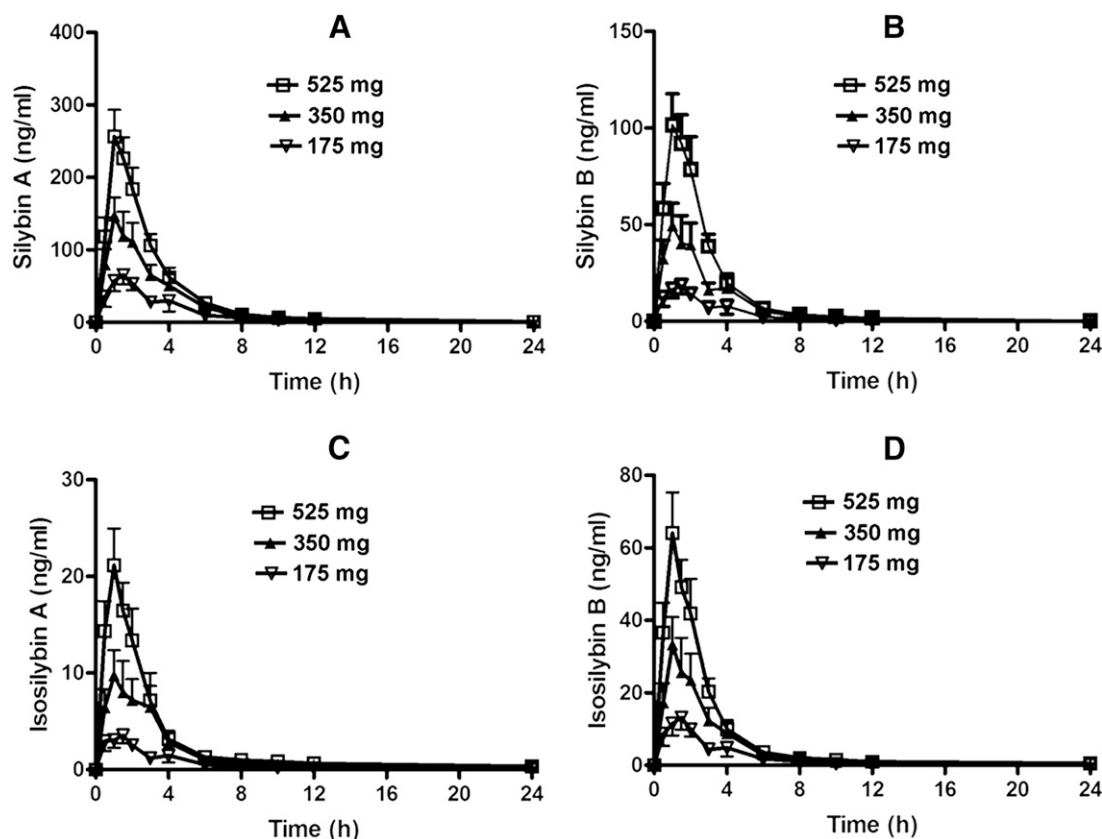 A
Silybin A (ng/ml)
400
300
200
100
0
525 mg
350 mg
175 mg
0 4 8 12 16 20 24
Time (h)
B
Silybin B (ng/ml)
150
100
50
0
525 mg
350 mg
175 mg
0 4 8 12 16 20 24
Time (h)
C
Isosilybin A (ng/ml)
30
20
10
0
525 mg
350 mg
175 mg
0 4 8 12 16 20 24
Time (h)
D
Isosilybin B (ng/ml)
80
60
40
20
0
525 mg
350 mg
175 mg
0 4 8 12 16 20 24
Time (h)